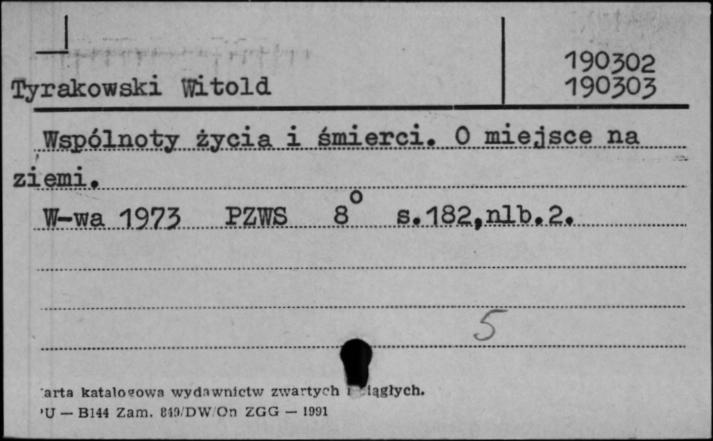 190302
Tyrakowski Witold 190303
Wspólnoty życia i śmierci. O miejsce na
ziemi.
W-wa 1973 PZWS 8° s.182,nlb.2.
5
arta katalogowa wydawnictw zwartych i ciągłych.
U — B144 Zam. 849/DW/On ZGG — 1991